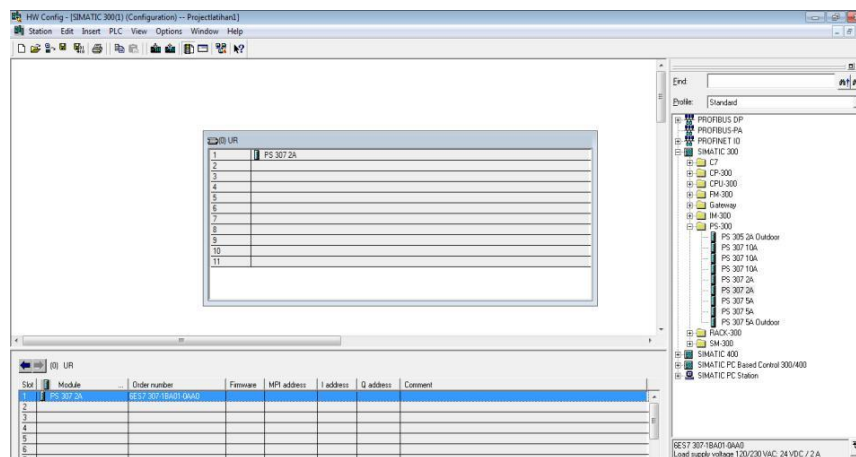 HW Config - [SIMATIC 300(1) (Configuration) -- Projectlatihan1]
Station Edit Insert PLC View Options Window Help
(0) UR
1 PS 307 2A
2
3
4
5
6
7
8
9
10
11
Find:
Profile: Standard
PROFIBUS DP
PROFIBUS-PA
PROFINET IO
SIMATIC 300
C7
CP-300
CPU-300
FM-300
Gateway
IM-300
PS-300
PS 305 2A Outdoor
PS 307 10A
PS 307 10A
PS 307 10A
PS 307 2A
PS 307 2A
PS 307 5A
PS 307 5A
PS 307 5A Outdoor
RACK-300
SM-300
SIMATIC 400
SIMATIC PC Based Control 300/400
SIMATIC PC Station
(0) UR
Slot Module ... Order number Firmware MPI address I address Q address Comment
1 PS 307 2A 6ES7 307-1BA01-0AA0
2
3
4
5
6
6ES7 307-1BA01-0AA0
Load supply voltage 120/230 VAC: 24 VDC / 2 A